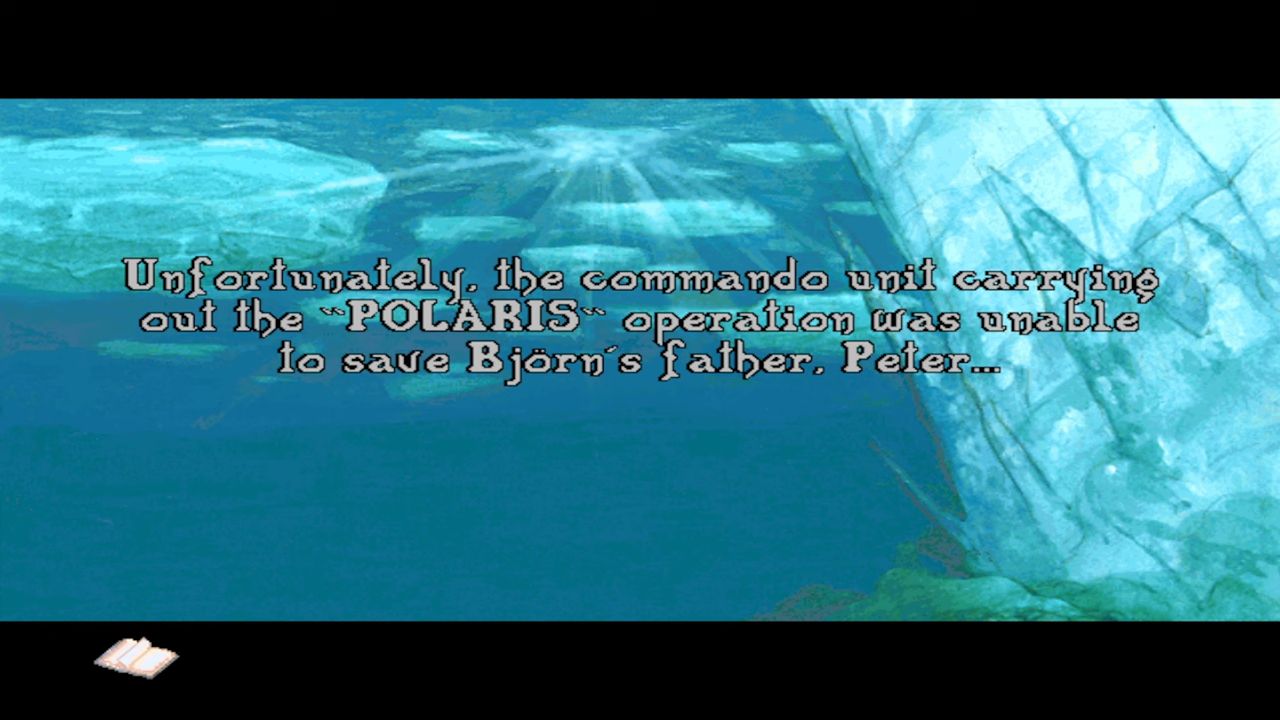 Unfortunately, the commando unit carrying
out the ``POLARIS`` operation was unable
to save Björn´s father, Peter...